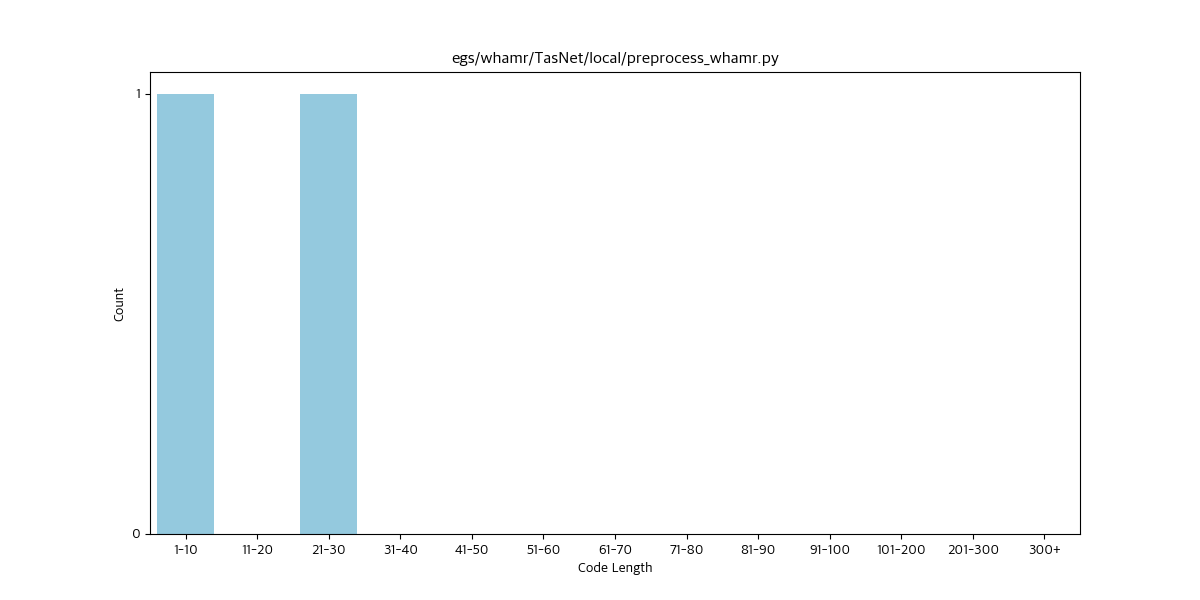 egs/whamr/TasNet/local/preprocess_whamr.py
1
Count
0
1-10 11-20 21-30 31-40 41-50 51-60 61-70 71-80 81-90 91-100 101-200 201-300 300+
Code Length